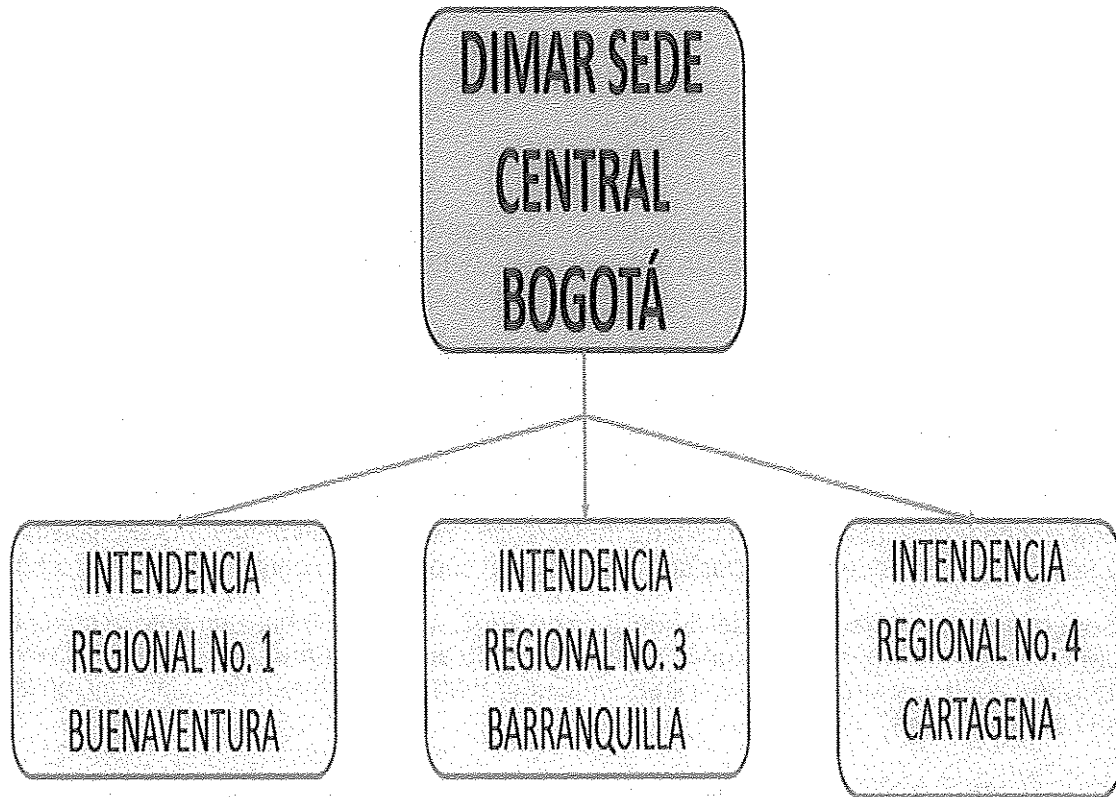 DIMAR SEDE
CENTRAL
BOGOTÁ
INTENDENCIA
REGIONAL No. 1
BUENAVENTURA
INTENDENCIA
REGIONAL No. 3
BARRANQUILLA
INTENDENCIA
REGIONAL No. 4
CARTAGENA